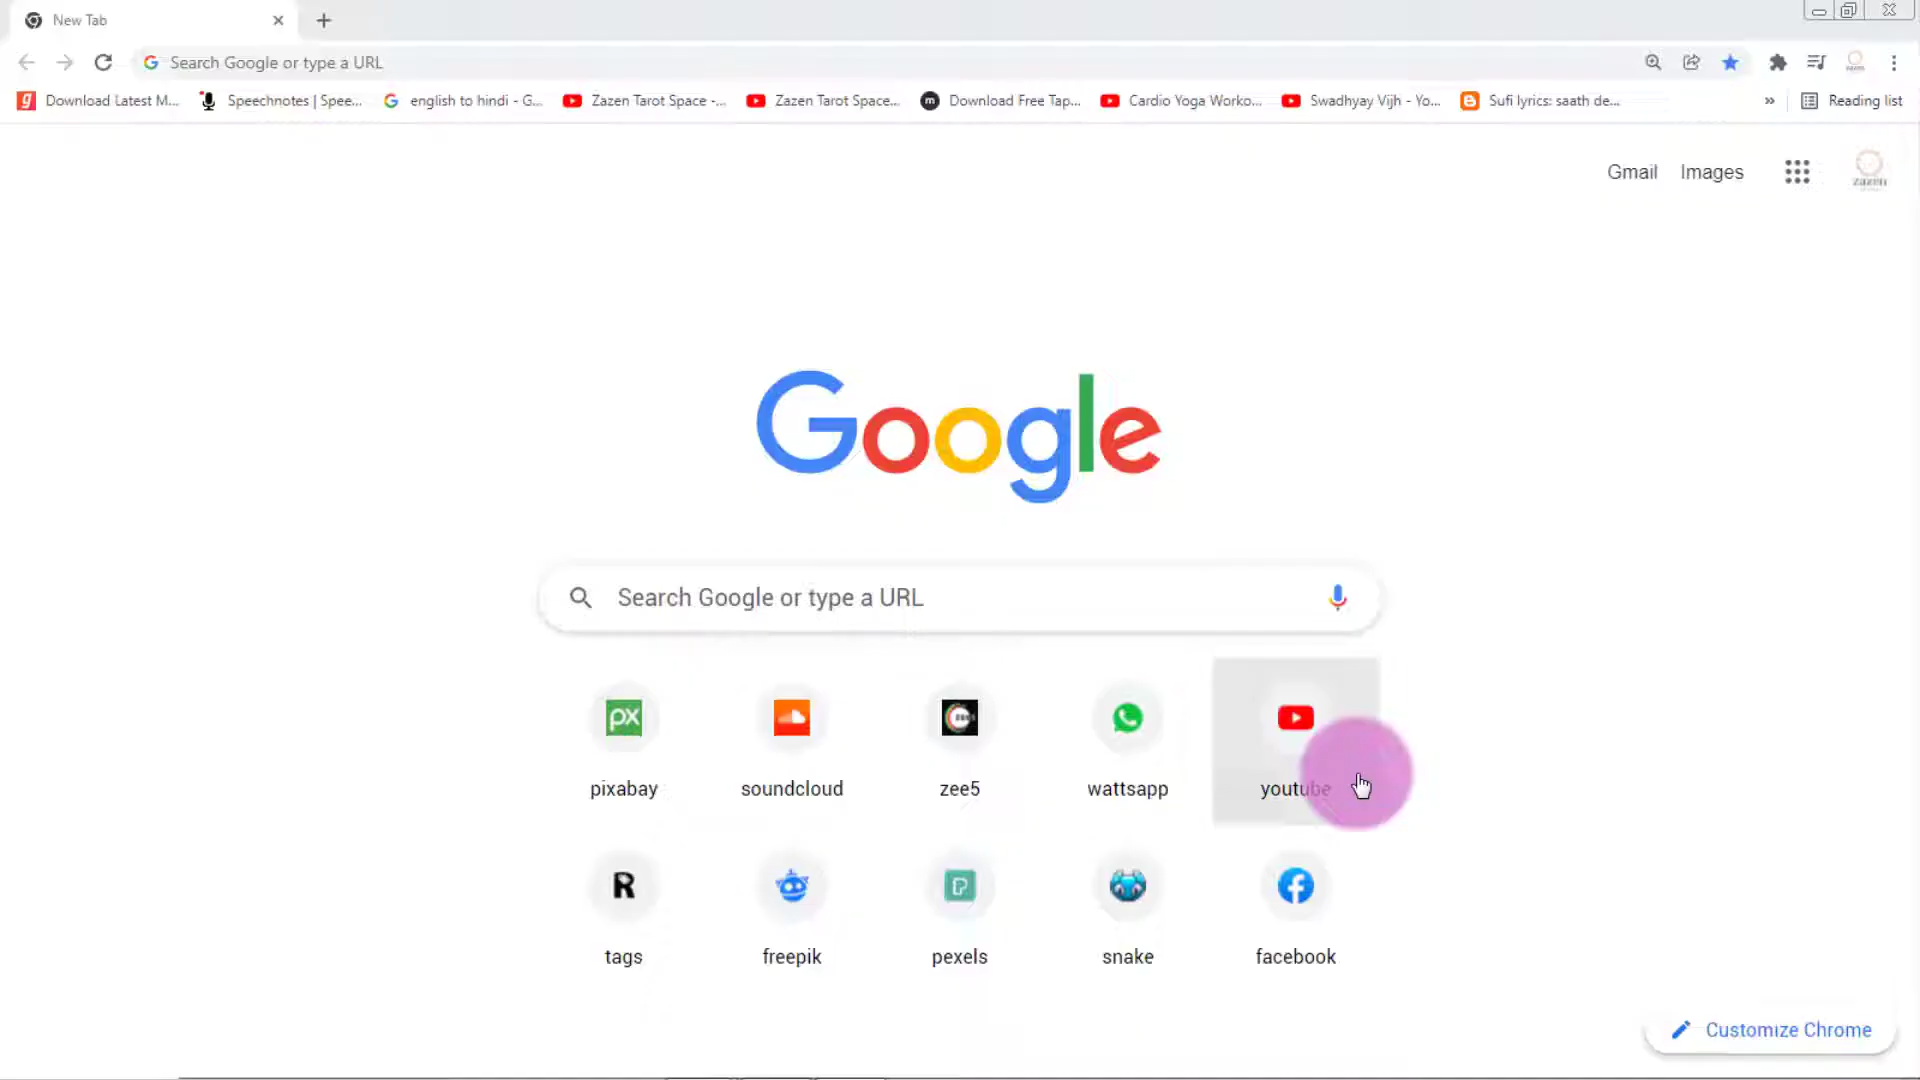 New Tab
Search Google or type a URL
Download Latest M...
Speechnotes | Spee...
english to hindi - G...
Zazen Tarot Space -...
Zazen Tarot Space...
Download Free Tap...
Cardio Yoga Worko...
Swadhyay Vijh - Yo...
Sufi lyrics: saath de...
»
Reading list
Gmail
Images
zazen
Google
Search Google or type a URL
pixabay
soundcloud
zee5
wattsapp
youtube
tags
freepik
pexels
snake
facebook
Customize Chrome